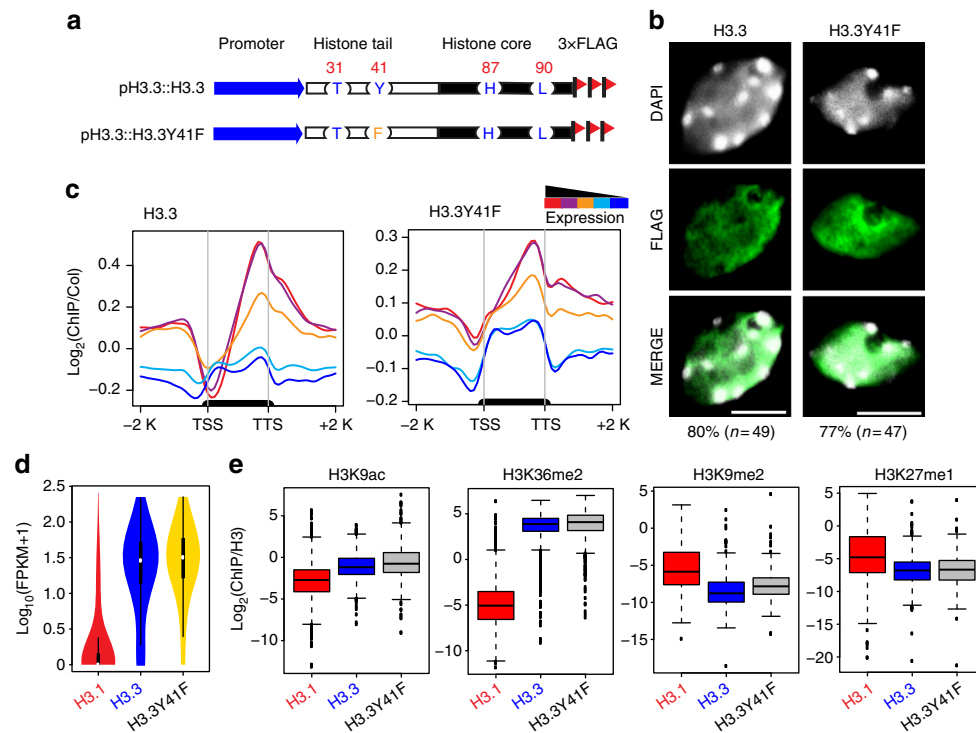 a
Promoter Histone tail Histone core 3×FLAG
31 41 87 90
pH3.3::H3.3 T Y H L
pH3.3::H3.3Y41F T F H L
b
H3.3 H3.3Y41F
DAPI
FLAG
MERGE
80% (n=49) 77% (n=47)
c
H3.3 H3.3Y41F
Expression
Log2(ChIP/Col)
0.4
0.2
0.0
−0.2
−2 K TSS TTS +2 K
0.3
0.2
0.1
0.0
−0.1
−0.2
−2 K TSS TTS +2 K
d
Log10(FPKM+1)
2.5
2.0
1.5
1.0
0.5
0
H3.1 H3.3 H3.3Y41F
e
Log2(ChIP/H3)
H3K9ac
5
0
−5
−10
H3.1 H3.3 H3.3Y41F
H3K36me2
5
0
−5
−10
H3.1 H3.3 H3.3Y41F
H3K9me2
5
0
−5
−10
−15
H3.1 H3.3 H3.3Y41F
H3K27me1
5
0
−5
−10
−15
−20
H3.1 H3.3 H3.3Y41F